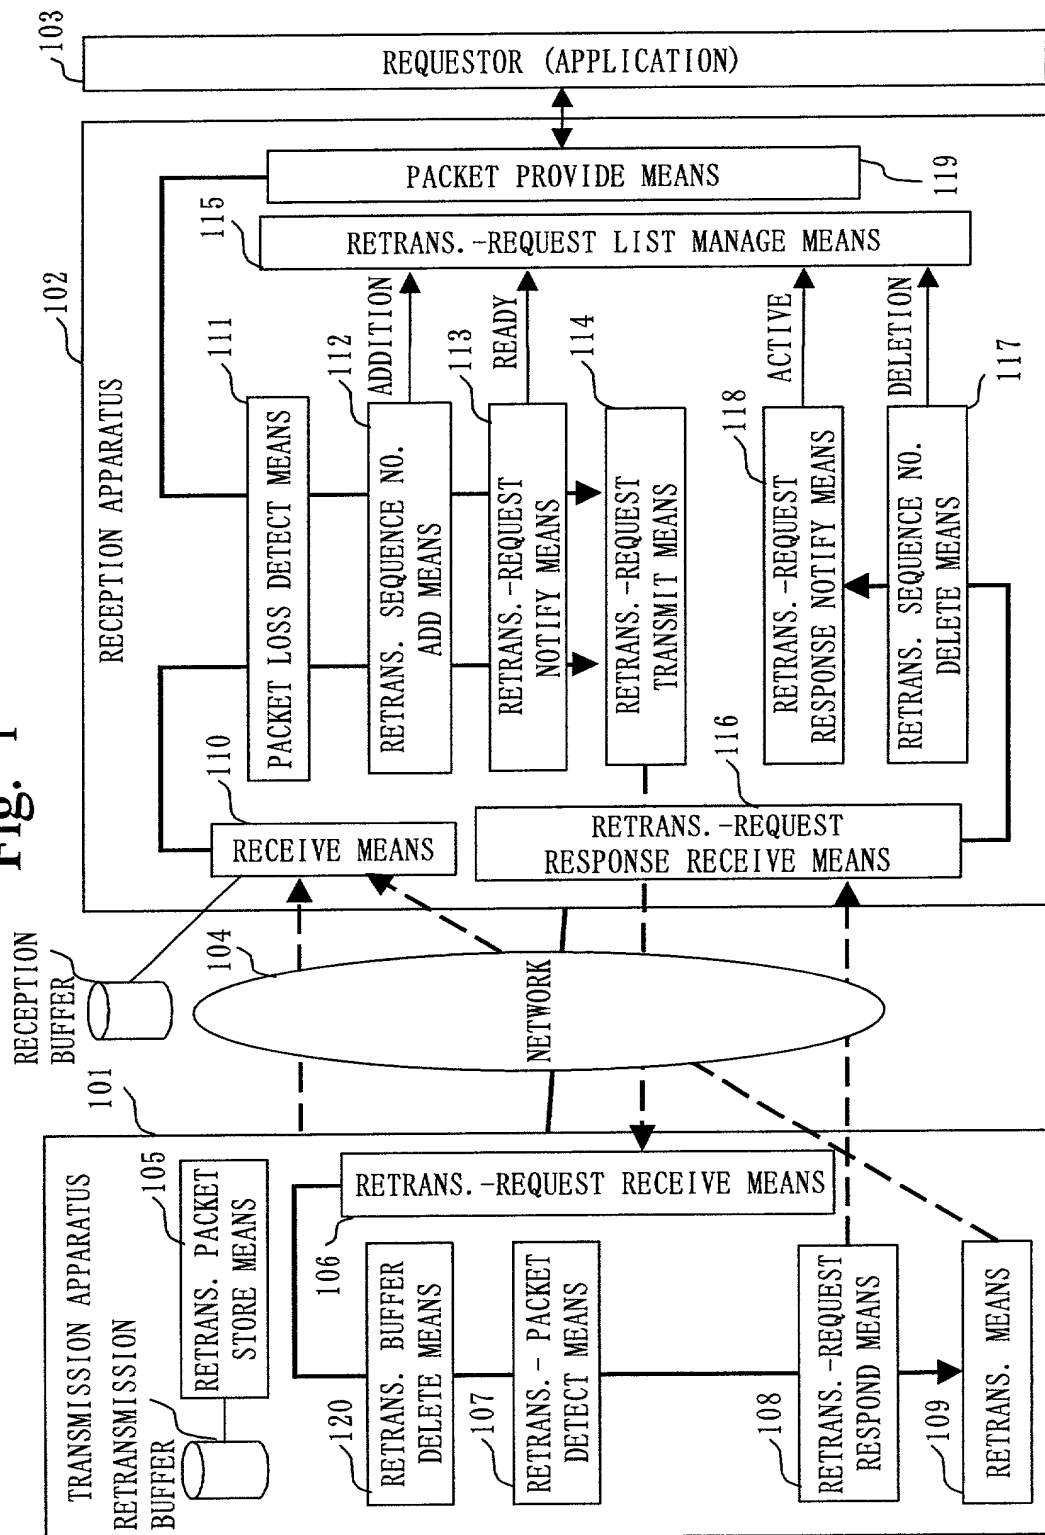 Fig. 1
TRANSMISSION APPARATUS
101
RETRANSMISSION
BUFFER
RETRANS. PACKET
STORE MEANS
105
RETRANS.-REQUEST RECEIVE MEANS
106
RETRANS. BUFFER
DELETE MEANS
120
RETRANS.- PACKET
DETECT MEANS
107
RETRANS.-REQUEST
RESPOND MEANS
108
RETRANS. MEANS
109
RECEPTION
BUFFER
104
NETWORK
RECEPTION APPARATUS
102
RECEIVE MEANS
110
PACKET LOSS DETECT MEANS
111
RETRANS. SEQUENCE NO.
ADD MEANS
112
ADDITION
RETRANS.-REQUEST
NOTIFY MEANS
113
READY
RETRANS.-REQUEST
TRANSMIT MEANS
114
RETRANS.-REQUEST
RESPONSE RECEIVE MEANS
116
RETRANS.-REQUEST
RESPONSE NOTIFY MEANS
118
ACTIVE
RETRANS. SEQUENCE NO.
DELETE MEANS
117
DELETION
RETRANS.-REQUEST LIST MANAGE MEANS
115
PACKET PROVIDE MEANS
119
REQUESTOR (APPLICATION)
103